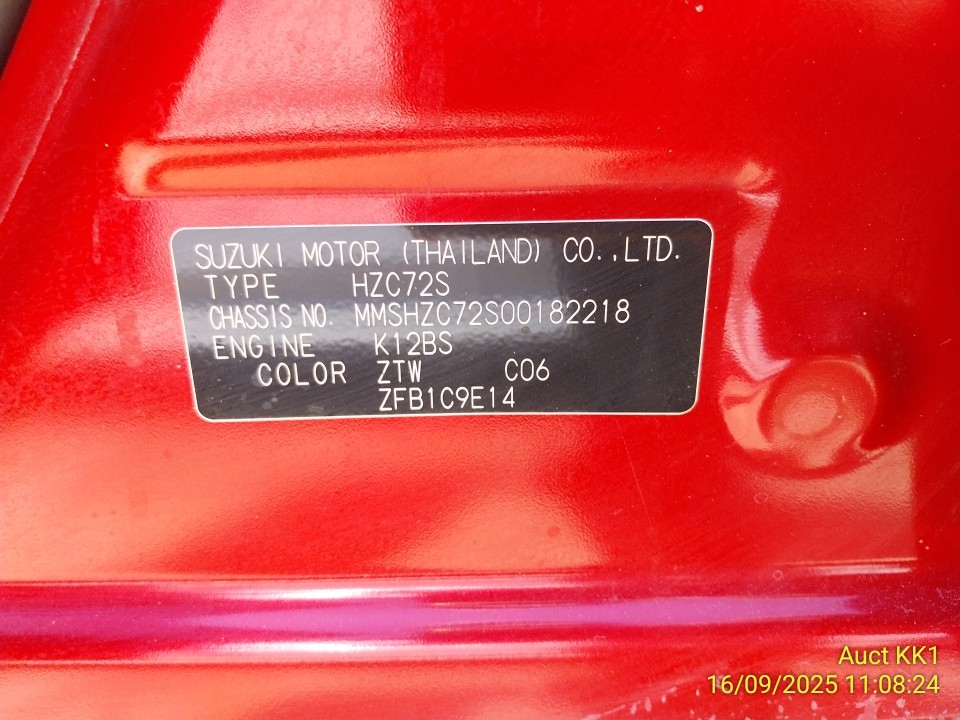 SUZUKI MOTOR (THAILAND) CO.,LTD.
TYPE HZC72S
CHASSIS NO. MMSHZC72S00182218
ENGINE K12BS
COLOR ZTW C06
ZFB1C9E14
Auct KK1
16/09/2025 11:08:24